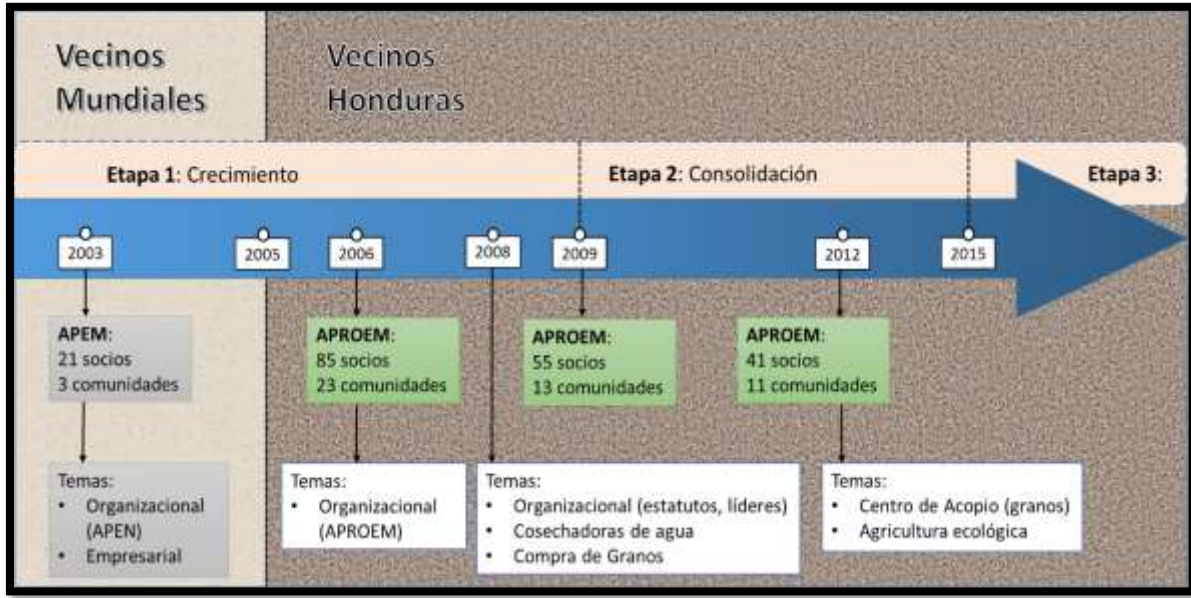 Vecinos
Mundiales
Vecinos
Honduras
Etapa 1: Crecimiento
Etapa 2: Consolidación
Etapa 3:
2003
2005
2006
2008
2009
2012
2015
APEM:
21 socios
3 comunidades
APROEM:
85 socios
23 comunidades
APROEM:
55 socios
13 comunidades
APROEM:
41 socios
11 comunidades
Temas:
• Organizacional
(APEN)
• Empresarial
Temas:
• Organizacional
(APROEM)
Temas:
• Organizacional (estatutos, líderes)
• Cosechadoras de agua
• Compra de Granos
Temas:
• Centro de Acopio (granos)
• Agricultura ecológica